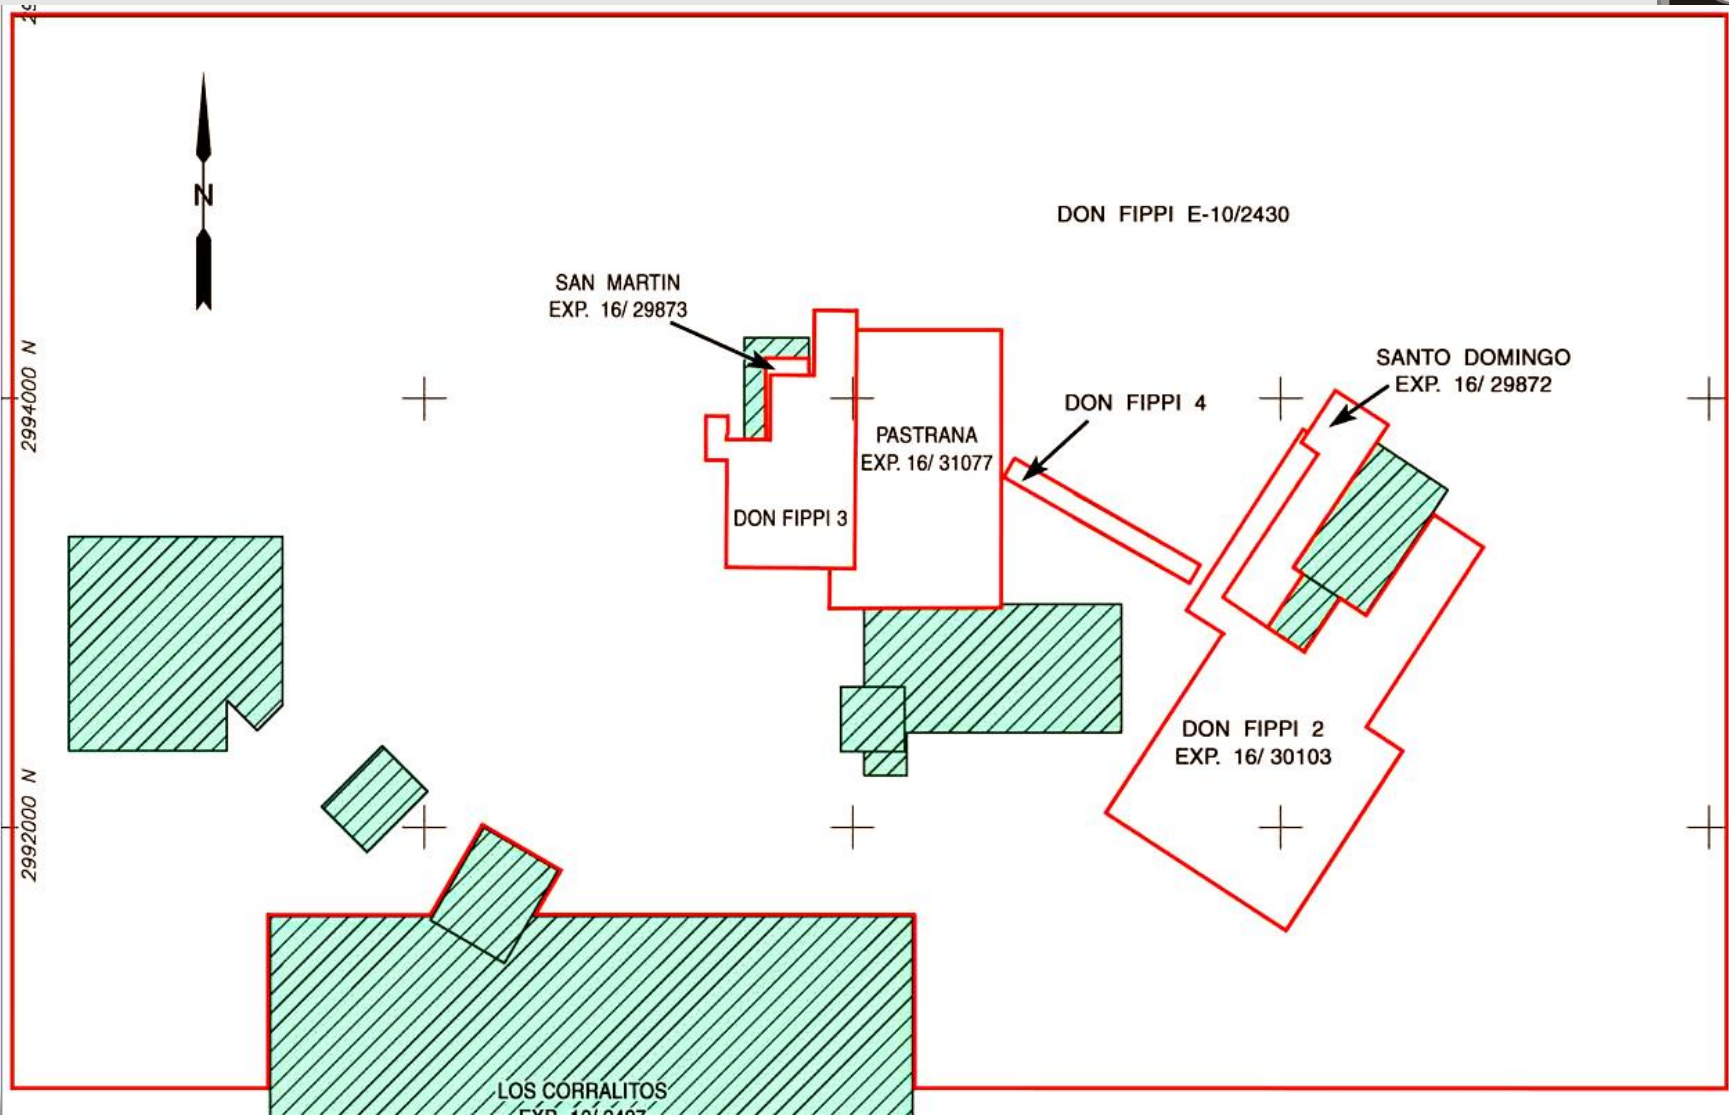 N
DON FIPPI E-10/2430
SAN MARTIN
EXP. 16/ 29873
2994000 N
SANTO DOMINGO
EXP. 16/ 29872
DON FIPPI 4
PASTRANA
EXP. 16/ 31077
DON FIPPI 3
DON FIPPI 2
EXP. 16/ 30103
2992000 N
LOS CORRALITOS